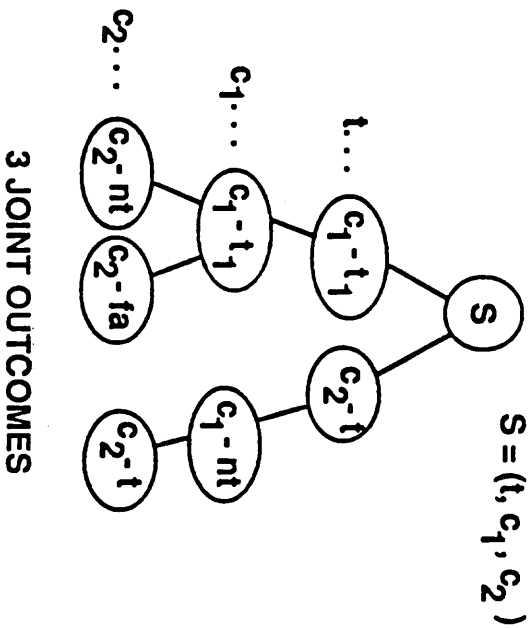 S = (t, c₁, c₂)
S
t... c₁-t₁ c₂-t
c₁... c₁-t₁ c₁-nt
c₂... c₂-nt c₂-fa c₂-t
3 JOINT OUTCOMES